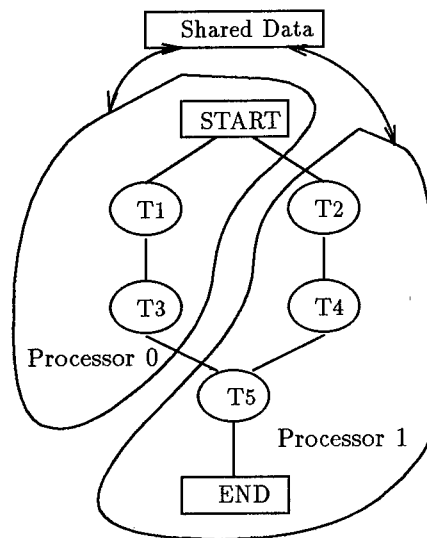 Shared Data
START
T1
T2
T3
T4
Processor 0
T5
Processor 1
END